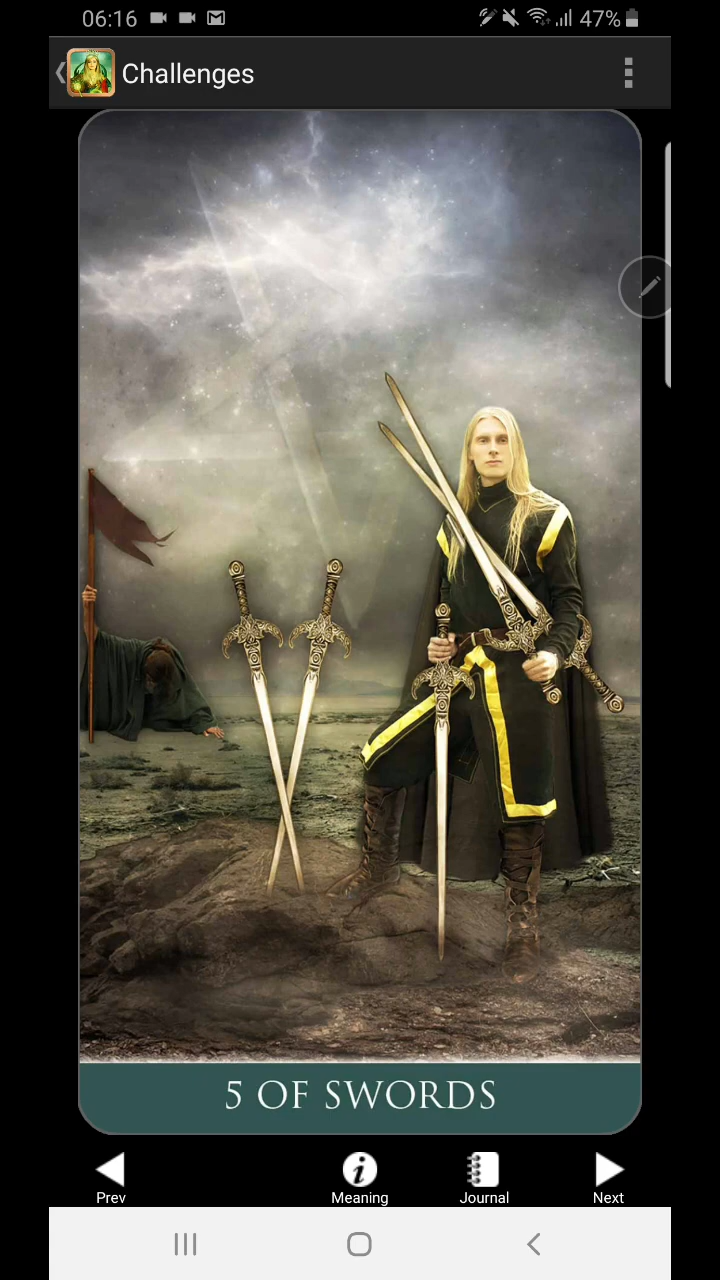 06:16
47%
Challenges
5 OF SWORDS
Prev
Meaning
Journal
Next